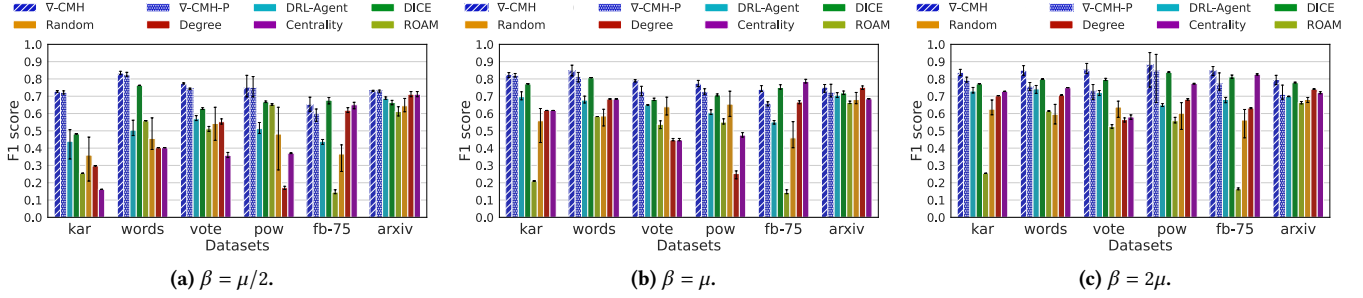 ∇-CMH ∇-CMH-P DRL-Agent DICE
Random Degree Centrality ROAM
F1 score
1.0
0.9
0.8
0.7
0.6
0.5
0.4
0.3
0.2
0.1
0.0
kar words vote pow fb-75 arxiv
Datasets
(a) β = μ/2.
∇-CMH ∇-CMH-P DRL-Agent DICE
Random Degree Centrality ROAM
F1 score
1.0
0.9
0.8
0.7
0.6
0.5
0.4
0.3
0.2
0.1
0.0
kar words vote pow fb-75 arxiv
Datasets
(b) β = μ.
∇-CMH ∇-CMH-P DRL-Agent DICE
Random Degree Centrality ROAM
F1 score
1.0
0.9
0.8
0.7
0.6
0.5
0.4
0.3
0.2
0.1
0.0
kar words vote pow fb-75 arxiv
Datasets
(c) β = 2μ.